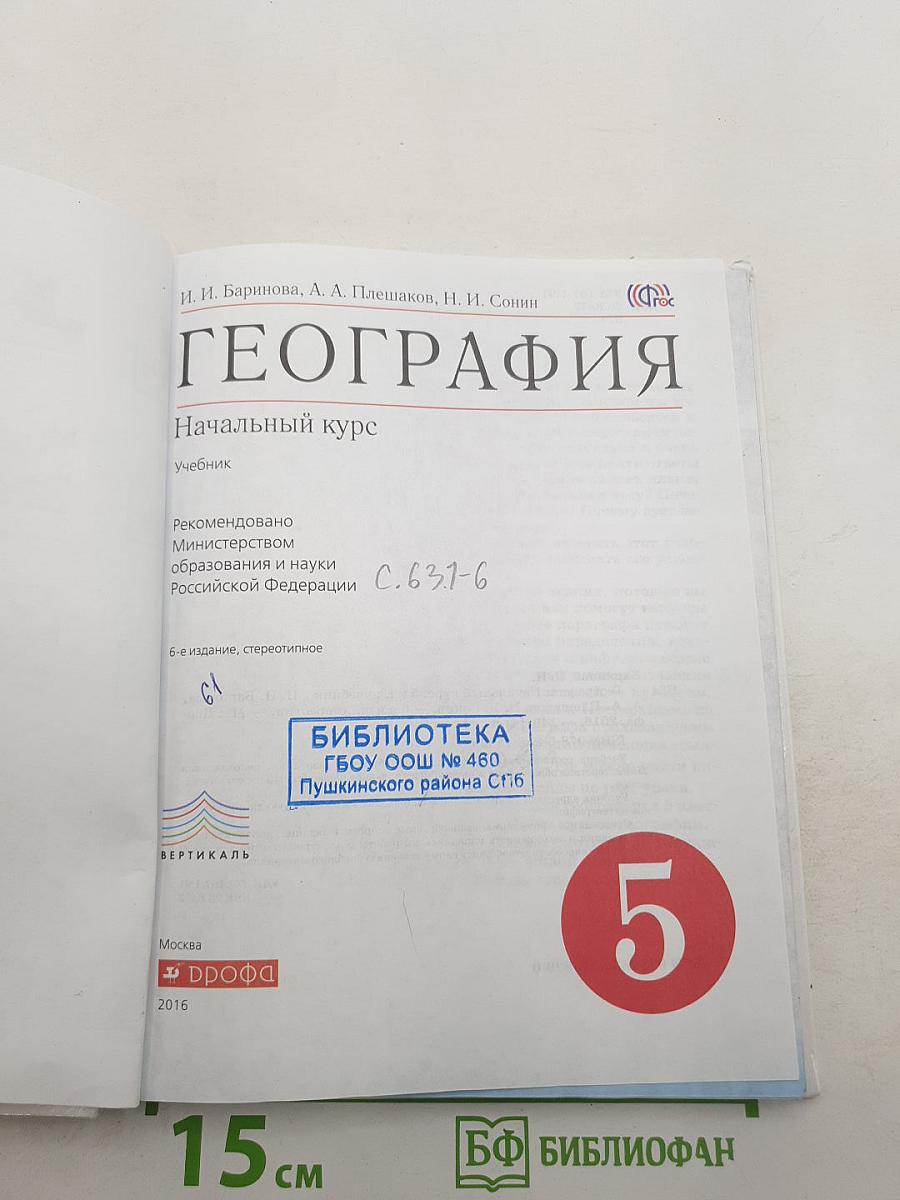 И. И. Баринова, А. А. Плешаков, Н. И. Сонин
ФГОС
ГЕОГРАФИЯ
Начальный курс
Учебник
Рекомендовано
Министерством
образования и науки
Российской Федерации
С.631-6
6-е издание, стереотипное
61
БИБЛИОТЕКА
ГБОУ ООШ № 460
Пушкинского района СПб
ВЕРТИКАЛЬ
5
Москва
дрофа
2016
15 см
БФ БИБЛИОФАН